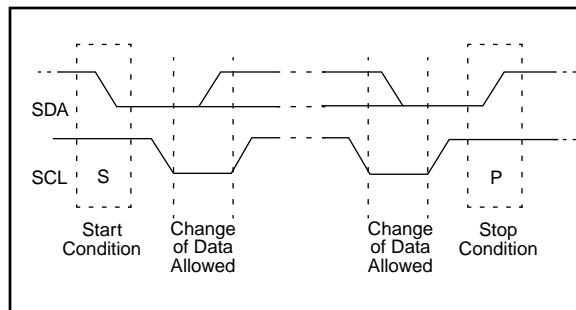 SDA
SCL
S
P
Start
Condition
Change
of Data
Allowed
Change
of Data
Allowed
Stop
Condition